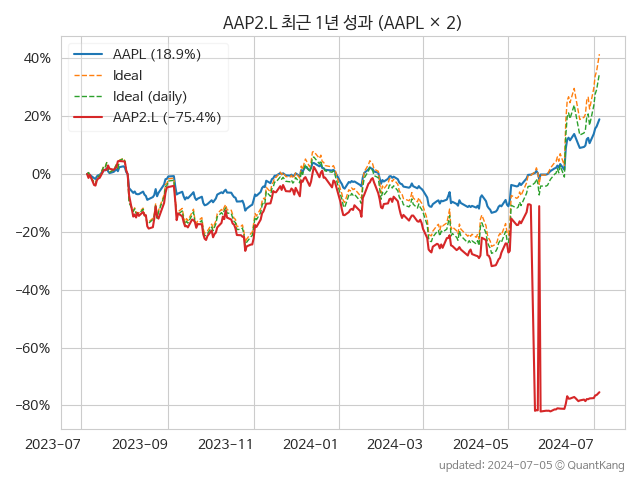 AAP2.L 최근 1년 성과 (AAPL × 2)
AAPL (18.9%)
Ideal
Ideal (daily)
AAP2.L (−75.4%)
40%
20%
0%
−20%
−40%
−60%
−80%
2023−07
2023−09
2023−11
2024−01
2024−03
2024−05
2024−07
updated: 2024-07-05 © QuantKang